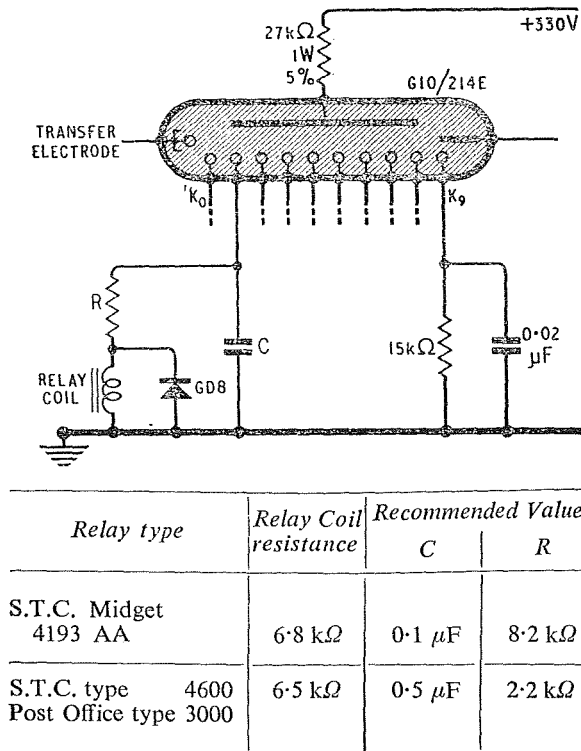 +330V
27kΩ
1W
5%
G10/214E
TRANSFER
ELECTRODE
'K₀
K₉
R
C
15kΩ
0·02
μF
RELAY
COIL
GD8
Relay type
Relay Coil
resistance
Recommended Value
C
R
S.T.C. Midget
4193 AA
6·8 kΩ
0·1 μF
8·2 kΩ
S.T.C. type 4600
Post Office type 3000
6·5 kΩ
0·5 μF
2·2 kΩ